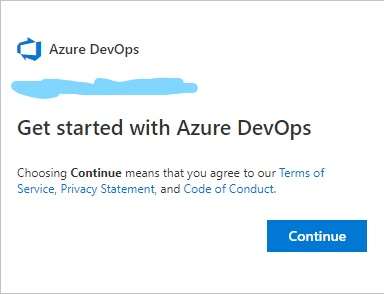 Azure DevOps
Get started with Azure DevOps
Choosing Continue means that you agree to our Terms of
Service, Privacy Statement, and Code of Conduct.
Continue